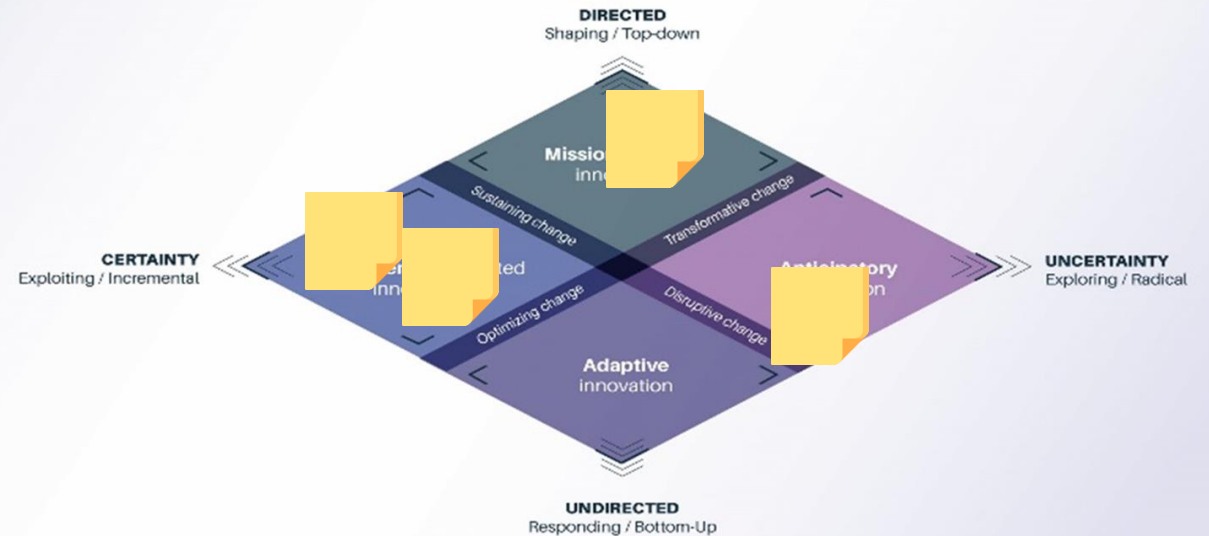 DIRECTED
Shaping / Top-down
Sustaining change
Transformative change
CERTAINTY
Exploiting / Incremental
Anticipatory
UNCERTAINTY
Exploring / Radical
Optimizing change
Disruptive change
Adaptive
innovation
UNDIRECTED
Responding / Bottom-Up